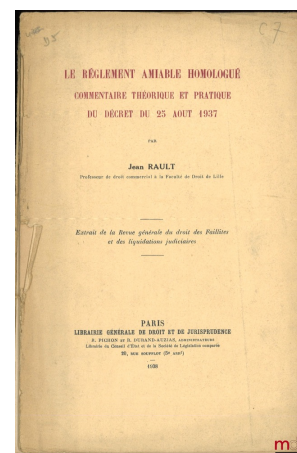 LE RÉGLEMENT AMIABLE HOMOLOGUÉ
COMMENTAIRE THÉORIQUE ET PRATIQUE
DU DÉCRET DU 25 AOUT 1937
PAR
Jean RAULT
Professeur de droit commercial à la Faculté de Droit de Lille
Extrait de la Revue générale du droit des Faillites
et des liquidations judiciaires
PARIS
LIBRAIRIE GÉNÉRALE DE DROIT ET DE JURISPRUDENCE
R. PICHON et R. DURAND-AUZIAS, ADMINISTRATEURS
Librairie du Conseil d'Etat et de la Société de Législation comparée
20, RUE SOUFFLOT (5e ARRt)
1938